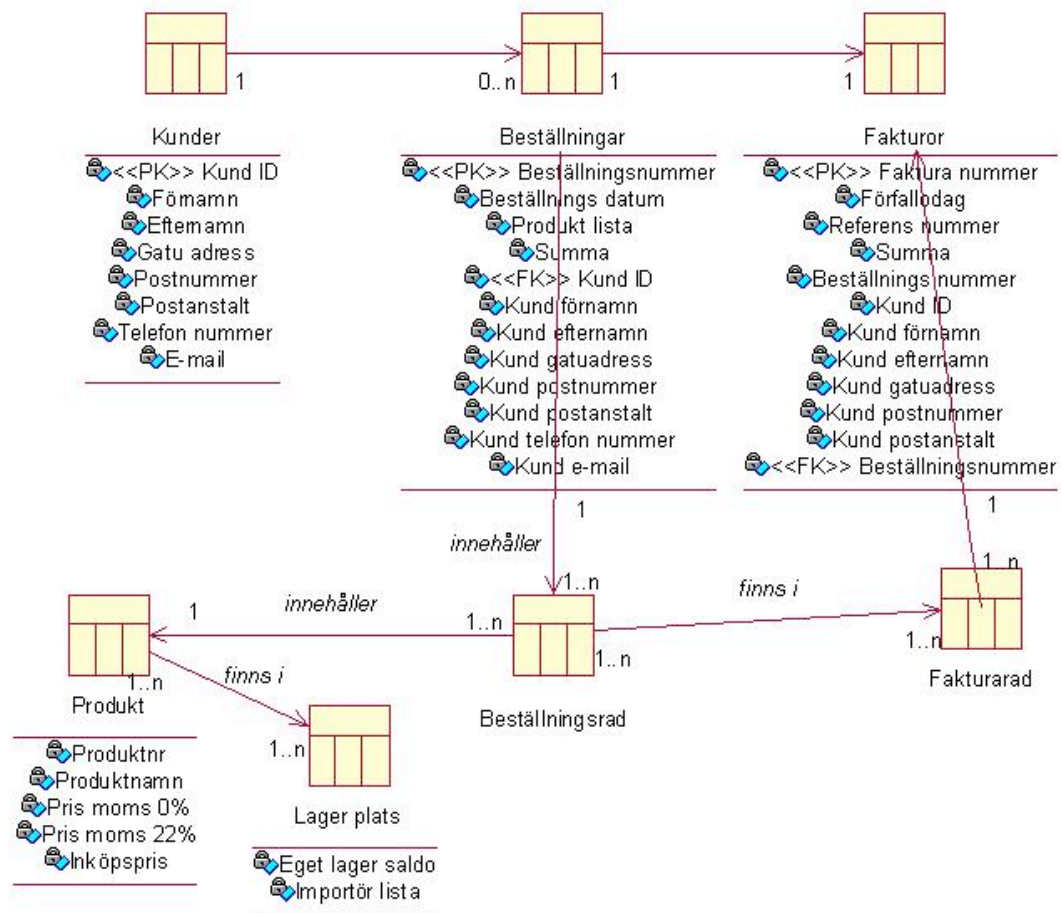 1
0..n
1
1
Kunder
<<PK>> Kund ID
Förnamn
Efternamn
Gatu adress
Postnummer
Postanstalt
Telefon nummer
E-mail
Beställningar
<<PK>> Beställningsnummer
Beställnings datum
Produkt lista
Summa
<<FK>> Kund ID
Kund förnamn
Kund efternamn
Kund gatuadress
Kund postnummer
Kund postanstalt
Kund telefon nummer
Kund e-mail
Fakturor
<<PK>> Faktura nummer
Förfallodag
Referens nummer
Summa
Beställnings nummer
Kund ID
Kund förnamn
Kund efternamn
Kund gatuadress
Kund postnummer
Kund postanstalt
<<FK>> Beställningsnummer
1
innehåller
1..n
1
1..n
innehåller
1
1..n
1..n
finns i
1..n
Fakturarad
Beställningsrad
1..n
finns i
1..n
Produkt
Produktnr
Produktnamn
Pris moms 0%
Pris moms 22%
Inköpspris
Lager plats
Eget lager saldo
Importör lista